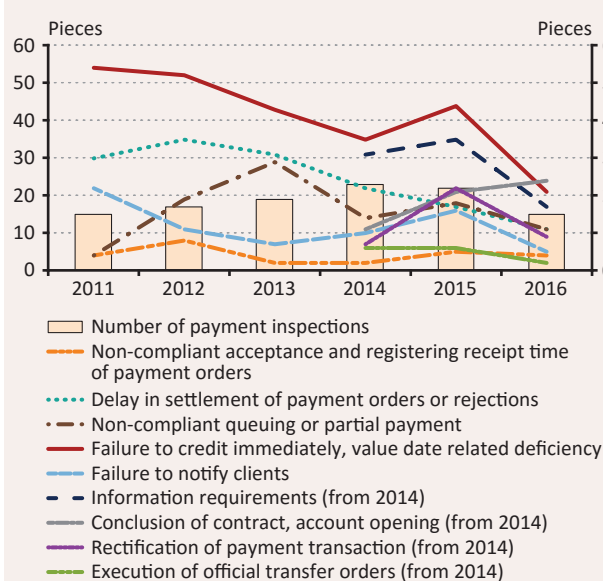 Pieces Pieces
60
50
40
30
20
10
0
2011 2012 2013 2014 2015 2016
Number of payment inspections
Non-compliant acceptance and registering receipt time
of payment orders
Delay in settlement of payment orders or rejections
Non-compliant queuing or partial payment
Failure to credit immediately, value date related deficiency
Failure to notify clients
Information requirements (from 2014)
Conclusion of contract, account opening (from 2014)
Rectification of payment transaction (from 2014)
Execution of official transfer orders (from 2014)